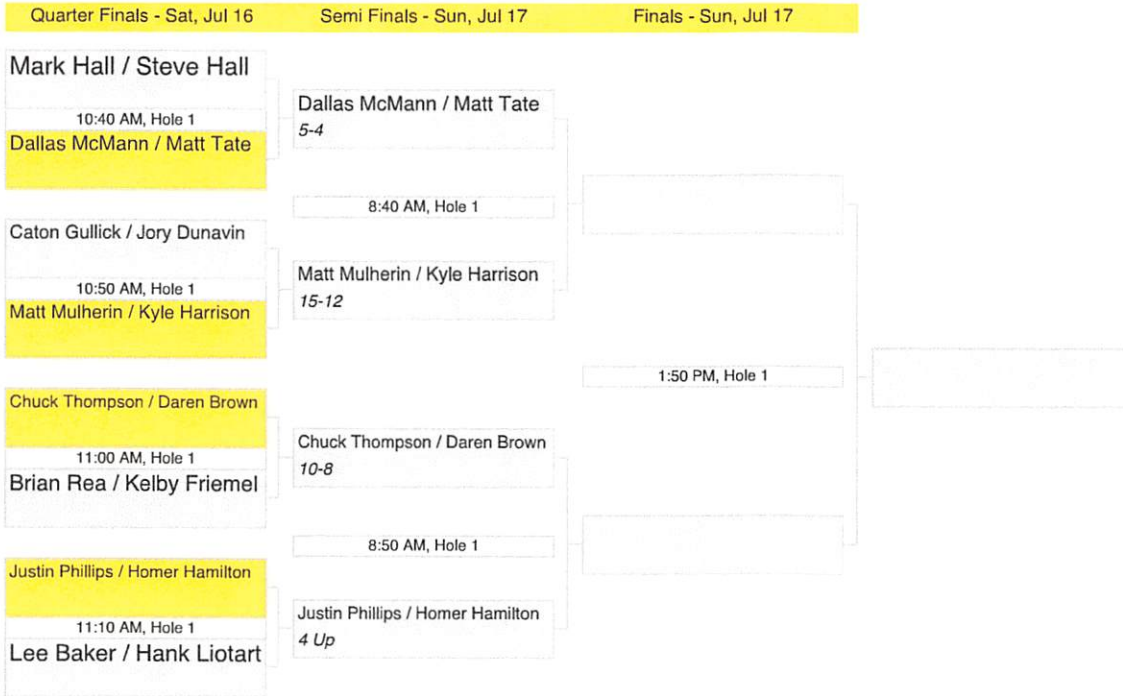 Quarter Finals - Sat, Jul 16
Semi Finals - Sun, Jul 17
Finals - Sun, Jul 17
Mark Hall / Steve Hall
10:40 AM, Hole 1
Dallas McMann / Matt Tate
Caton Gullick / Jory Dunavin
10:50 AM, Hole 1
Matt Mulherin / Kyle Harrison
Chuck Thompson / Daren Brown
11:00 AM, Hole 1
Brian Rea / Kelby Friemel
Justin Phillips / Homer Hamilton
11:10 AM, Hole 1
Lee Baker / Hank Liotart
Dallas McMann / Matt Tate
5-4
8:40 AM, Hole 1
Matt Mulherin / Kyle Harrison
15-12
Chuck Thompson / Daren Brown
10-8
8:50 AM, Hole 1
Justin Phillips / Homer Hamilton
4 Up
1:50 PM, Hole 1